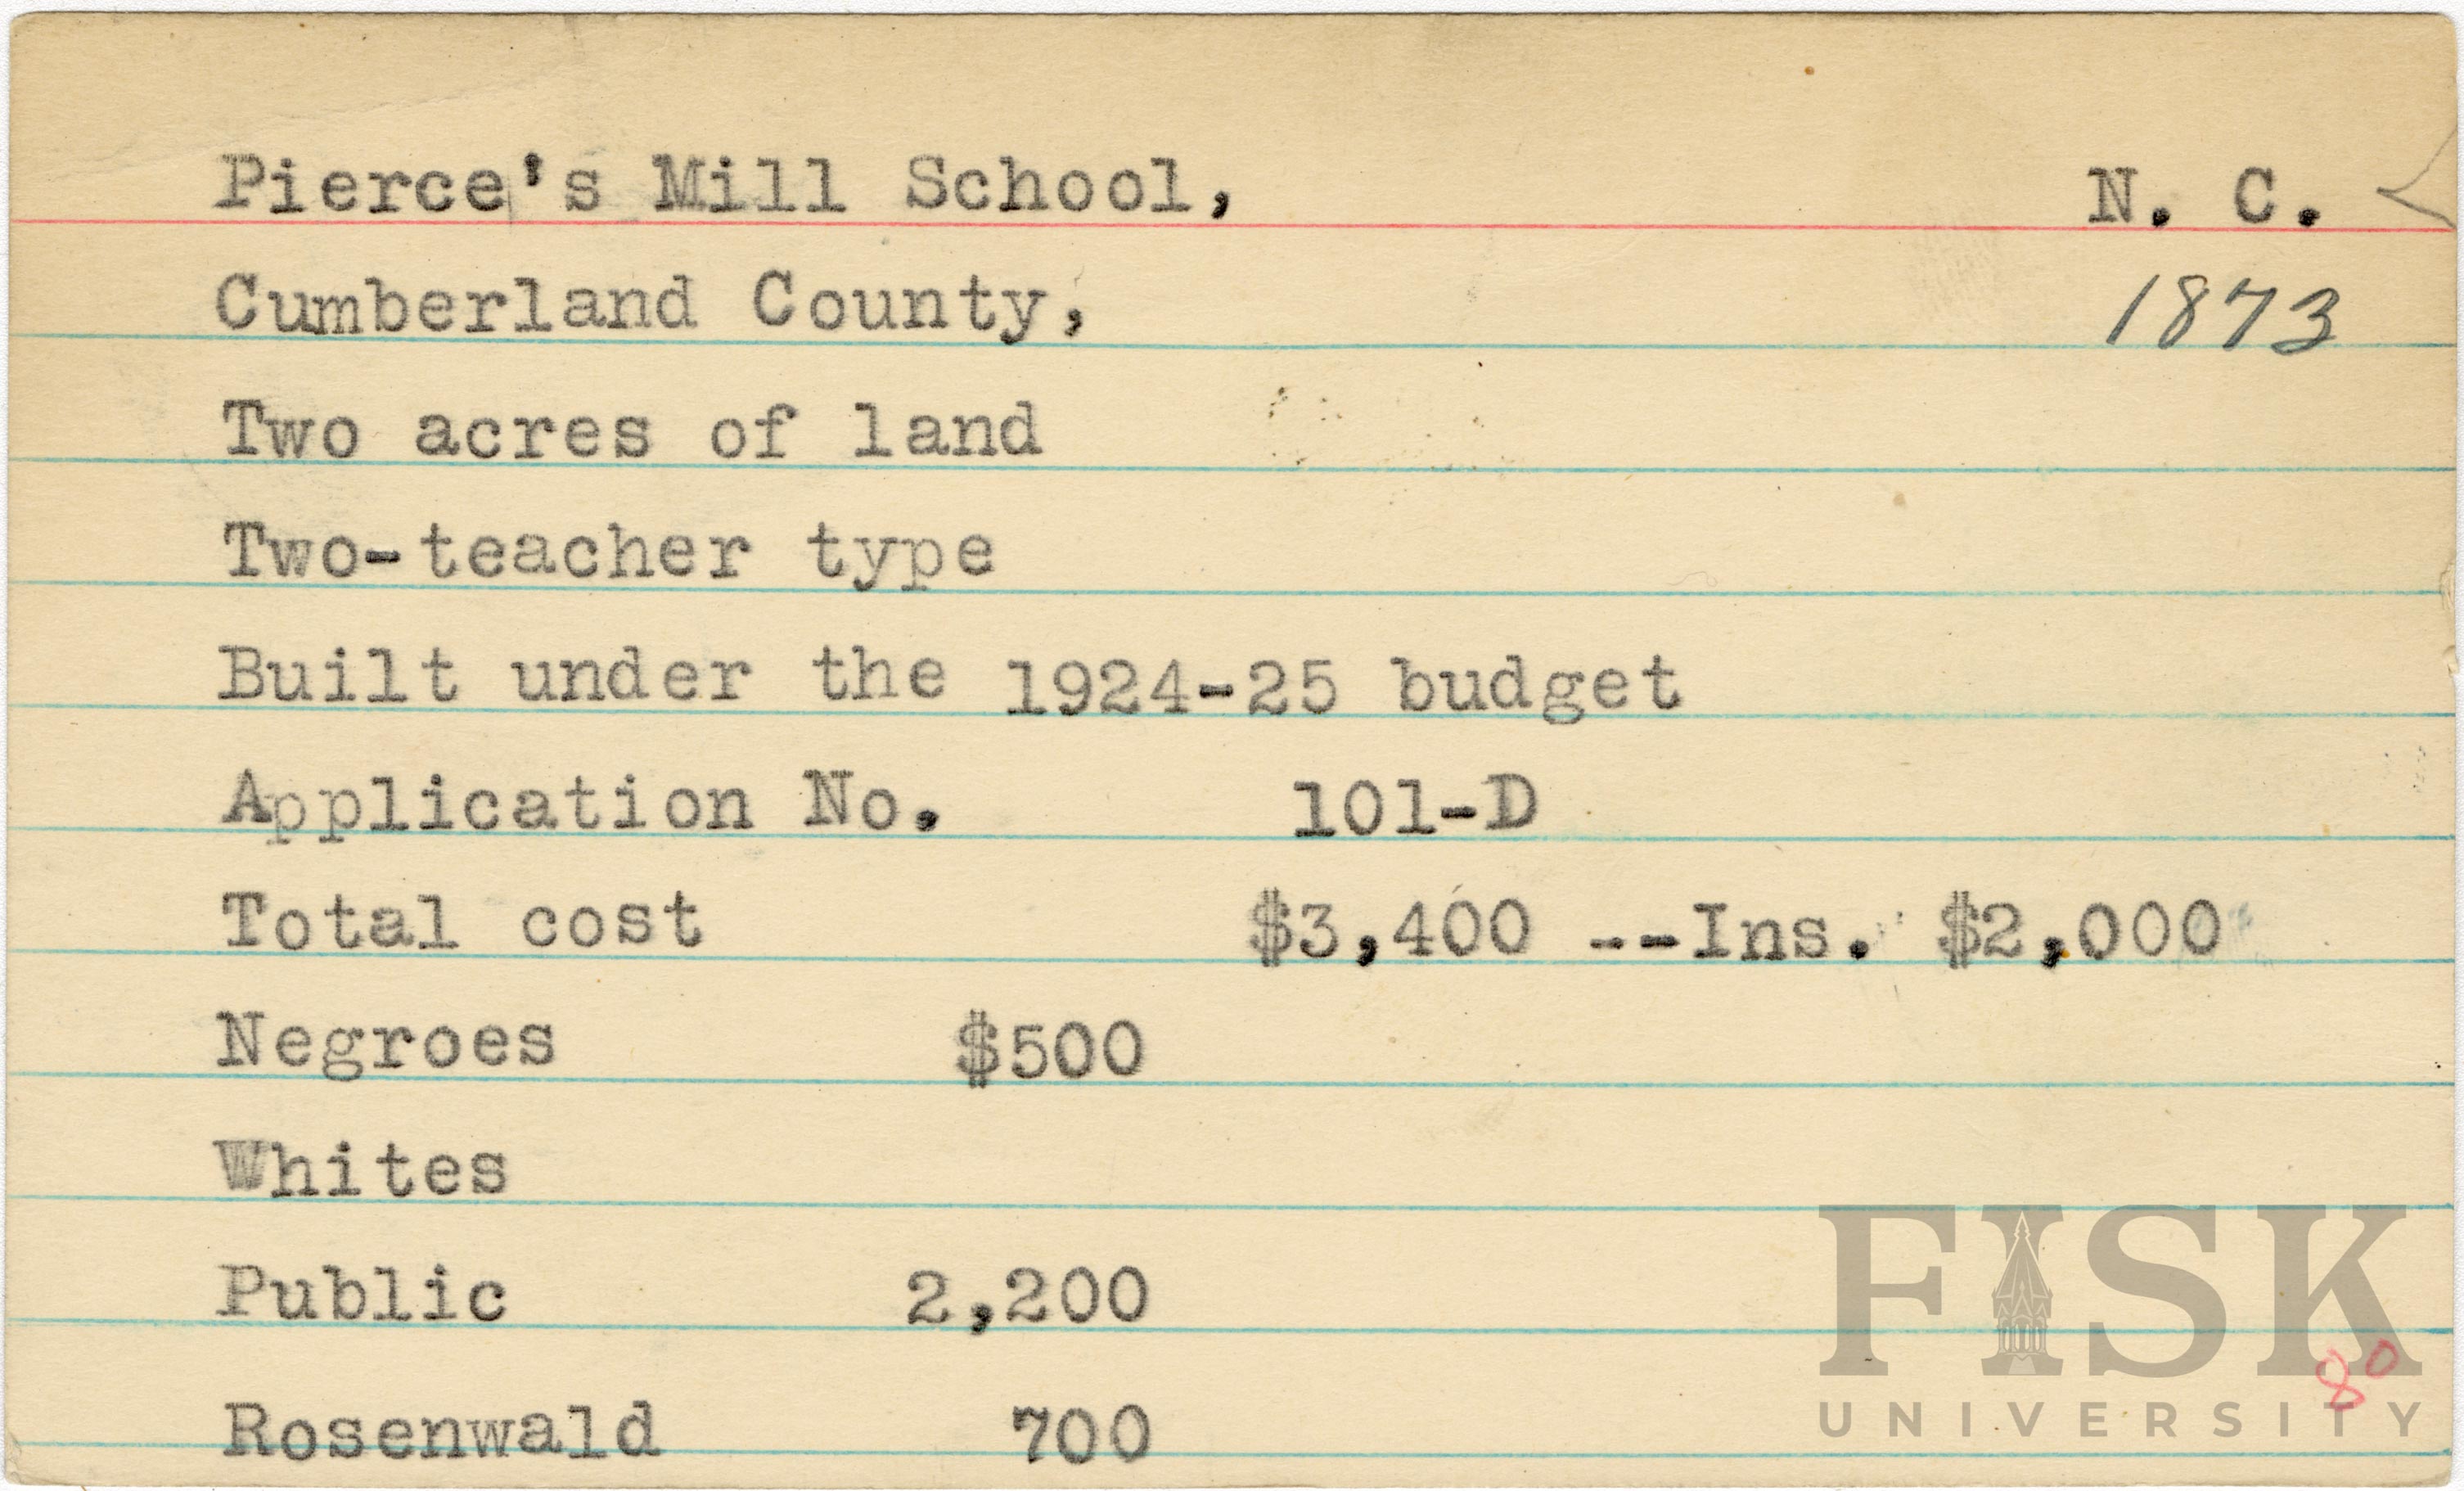 Pierce's Mill School, N. C.
Cumberland County, 1873
Two acres of land
Two-teacher type
Built under the 1924-25 budget
Application No. 101-D
Total cost $3,400 --Ins. $2,000
Negroes $500
Whites
Public 2,200
Rosenwald 700
FISK
UNIVERSITY
80